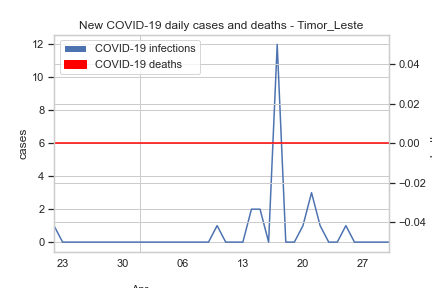 New COVID-19 daily cases and deaths - Timor_Leste
COVID-19 infections
COVID-19 deaths
cases
12
10
8
6
4
2
0
0.04
0.02
0.00
−0.02
−0.04
23 30 06 13 20 27